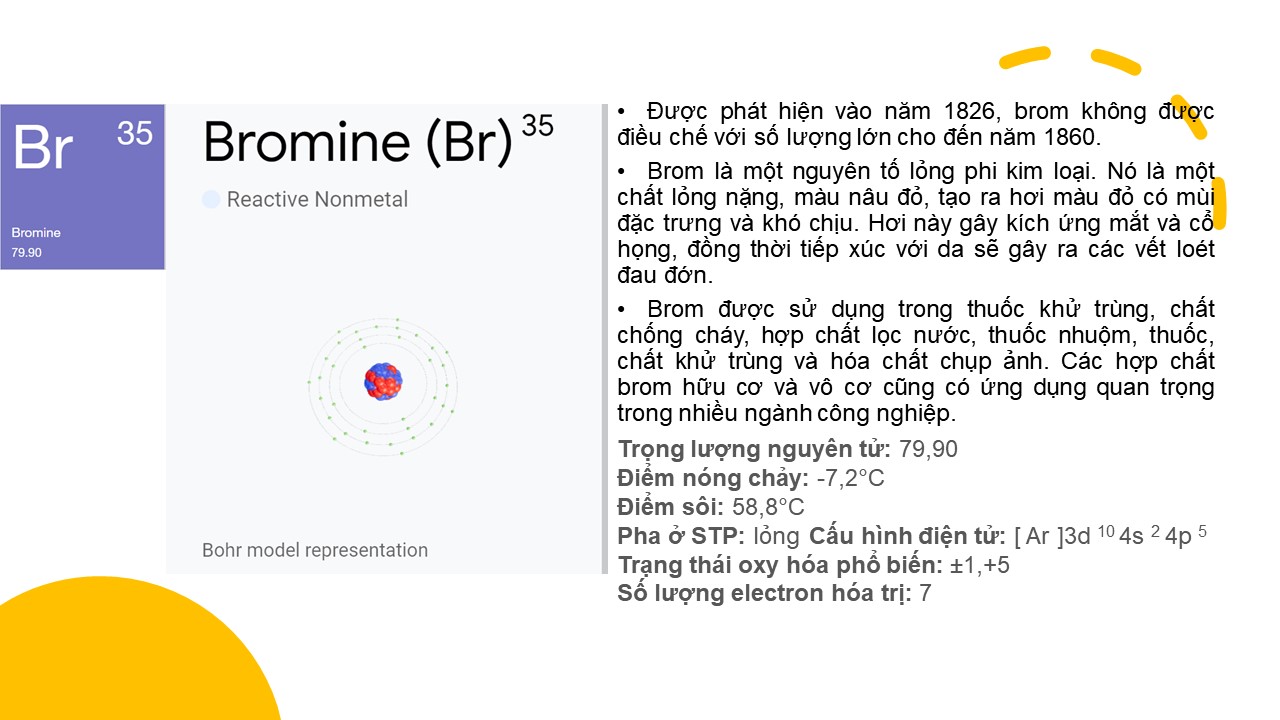 Br 35
Bromine
79.90
Bromine (Br) 35
Reactive Nonmetal
Bohr model representation
• Được phát hiện vào năm 1826, brom không được
điều chế với số lượng lớn cho đến năm 1860.
• Brom là một nguyên tố lỏng phi kim loại. Nó là một
chất lỏng nặng, màu nâu đỏ, tạo ra hơi màu đỏ có mùi
đặc trưng và khó chịu. Hơi này gây kích ứng mắt và cổ
họng, đồng thời tiếp xúc với da sẽ gây ra các vết loét
đau đớn.
• Brom được sử dụng trong thuốc khử trùng, chất
chống cháy, hợp chất lọc nước, thuốc nhuộm, thuốc,
chất khử trùng và hóa chất chụp ảnh. Các hợp chất
brom hữu cơ và vô cơ cũng có ứng dụng quan trọng
trong nhiều ngành công nghiệp.
Trọng lượng nguyên tử: 79,90
Điểm nóng chảy: -7,2°C
Điểm sôi: 58,8°C
Pha ở STP: lỏng Cấu hình điện tử: [ Ar ]3d 10 4s 2 4p 5
Trạng thái oxy hóa phổ biến: ±1,+5
Số lượng electron hóa trị: 7